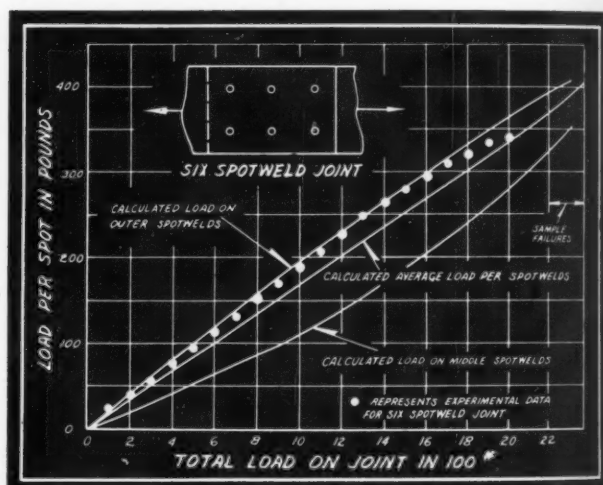 400
300
200
100
0
LOAD PER SPOT IN POUNDS
SIX SPOTWELD JOINT
CALCULATED LOAD ON
OUTER SPOTWELDS
SAMPLE
FAILURES
CALCULATED AVERAGE LOAD PER SPOTWELDS
CALCULATED LOAD ON MIDDLE SPOTWELDS
REPRESENTS EXPERIMENTAL DATA
FOR SIX SPOTWELD JOINT
0 2 4 6 8 10 12 14 16 18 20 22
TOTAL LOAD ON JOINT IN 100 #